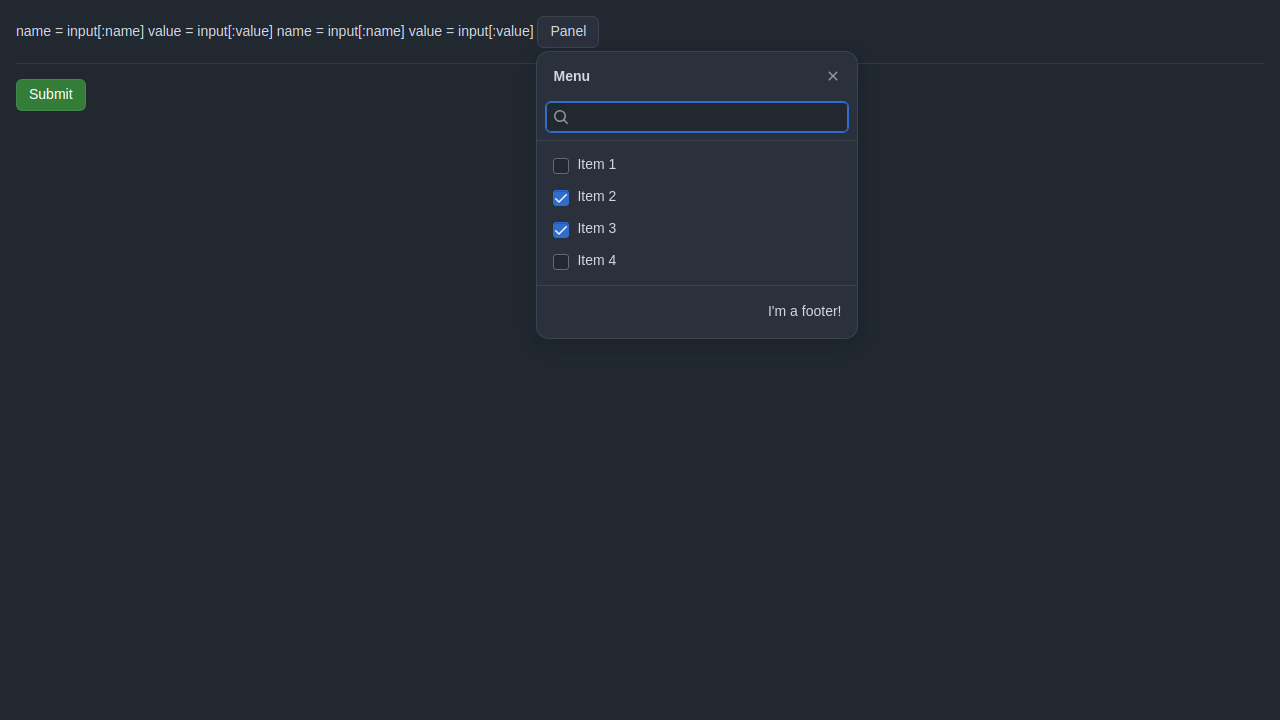 name = input[:name] value = input[:value] name = input[:name] value = input[:value] Panel
Menu
Item 1
Item 2
Item 3
Item 4
I'm a footer!
Submit